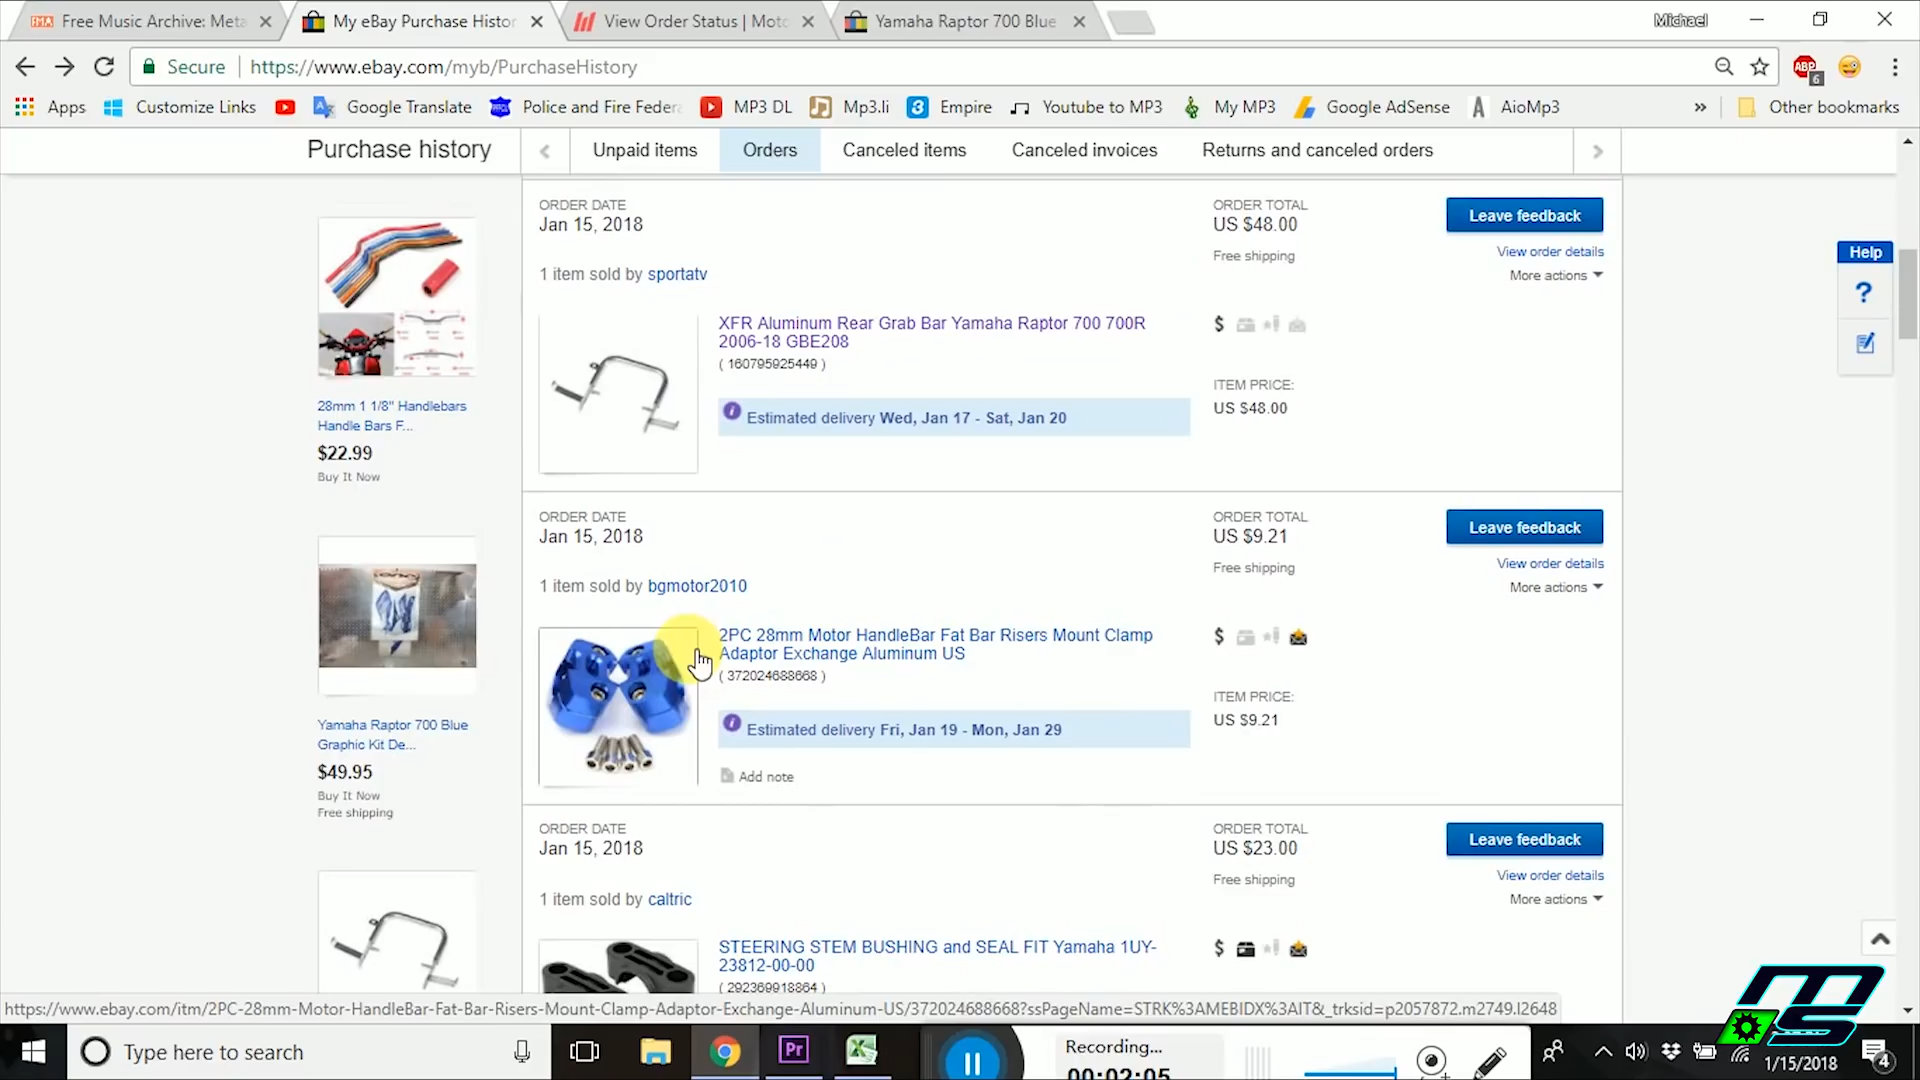 Free Music Archive: Meta
My eBay Purchase Histor
View Order Status | Moto
Yamaha Raptor 700 Blue
Michael
Secure
https://www.ebay.com/myb/PurchaseHistory
ABP
6
Apps
Customize Links
Google Translate
Police and Fire Federa
MP3 DL
Mp3.li
Empire
Youtube to MP3
My MP3
Google AdSense
AioMp3
»
Other bookmarks
Purchase history
Unpaid items
Orders
Canceled items
Canceled invoices
Returns and canceled orders
28mm 1 1/8" Handlebars
Handle Bars F...
$22.99
Buy It Now
Yamaha Raptor 700 Blue
Graphic Kit De...
$49.95
Buy It Now
Free shipping
ORDER DATE
Jan 15, 2018
1 item sold by sportatv
XFR Aluminum Rear Grab Bar Yamaha Raptor 700 700R
2006-18 GBE208
( 160795925449 )
Estimated delivery Wed, Jan 17 - Sat, Jan 20
ORDER TOTAL
US $48.00
Free shipping
$
ITEM PRICE:
US $48.00
Leave feedback
View order details
More actions
ORDER DATE
Jan 15, 2018
1 item sold by bgmotor2010
2PC 28mm Motor HandleBar Fat Bar Risers Mount Clamp
Adaptor Exchange Aluminum US
( 372024688668 )
Estimated delivery Fri, Jan 19 - Mon, Jan 29
Add note
ORDER TOTAL
US $9.21
Free shipping
$
ITEM PRICE:
US $9.21
Leave feedback
View order details
More actions
ORDER DATE
Jan 15, 2018
1 item sold by caltric
STEERING STEM BUSHING and SEAL FIT Yamaha 1UY-
23812-00-00
( 292369918864 )
ORDER TOTAL
US $23.00
Free shipping
$
Leave feedback
View order details
More actions
Help
?
https://www.ebay.com/itm/2PC-28mm-Motor-HandleBar-Fat-Bar-Risers-Mount-Clamp-Adaptor-Exchange-Aluminum-US/372024688668?ssPageName=STRK%3AMEBIDX%3AIT&_trksid=p2057872.m2749.l2648
Type here to search
Pr
Recording...
00:02:05
1/15/2018
4